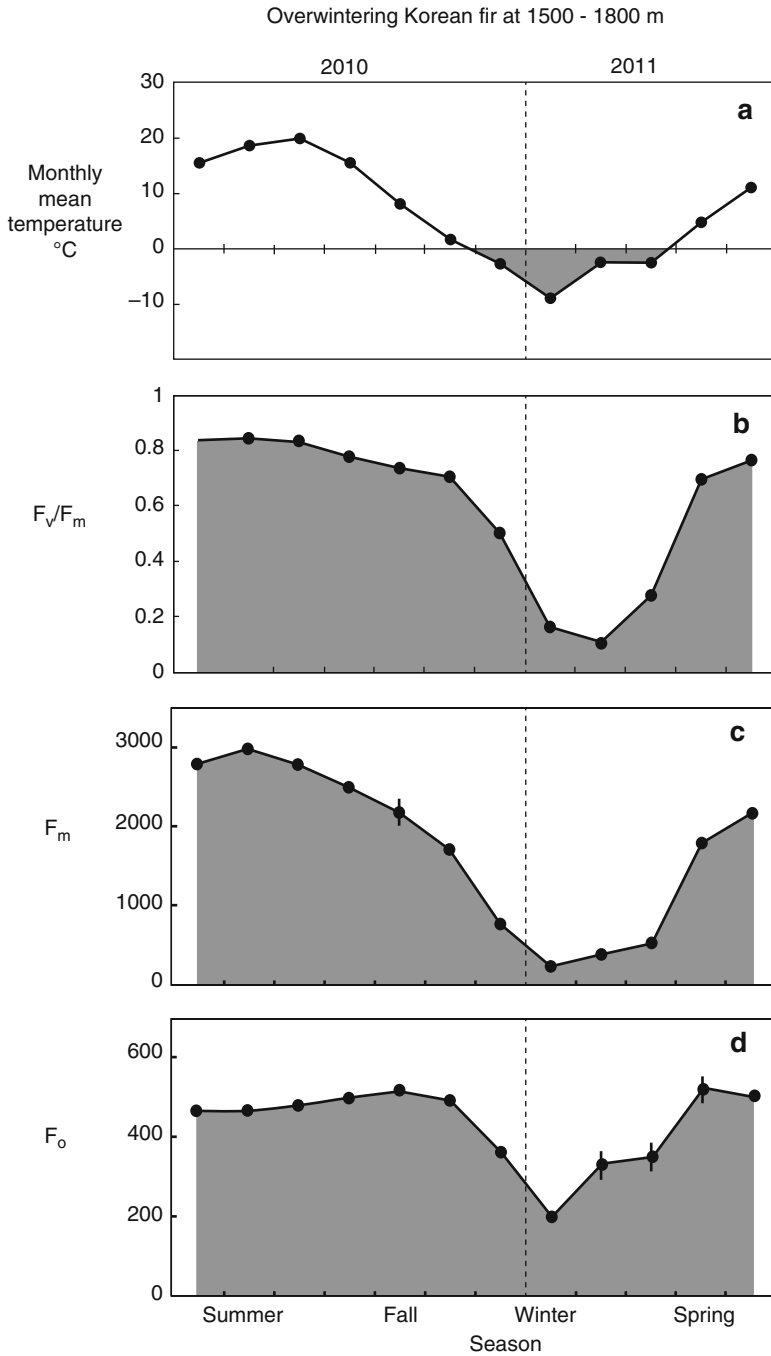 Overwintering Korean fir at 1500 - 1800 m
2010
2011
a
30
20
10
0
–10
Monthly
mean
temperature
°C
b
1
0.8
0.6
0.4
0.2
0
Fv/Fm
c
3000
2000
1000
0
Fm
d
600
400
200
0
Fo
Summer
Fall
Winter
Spring
Season